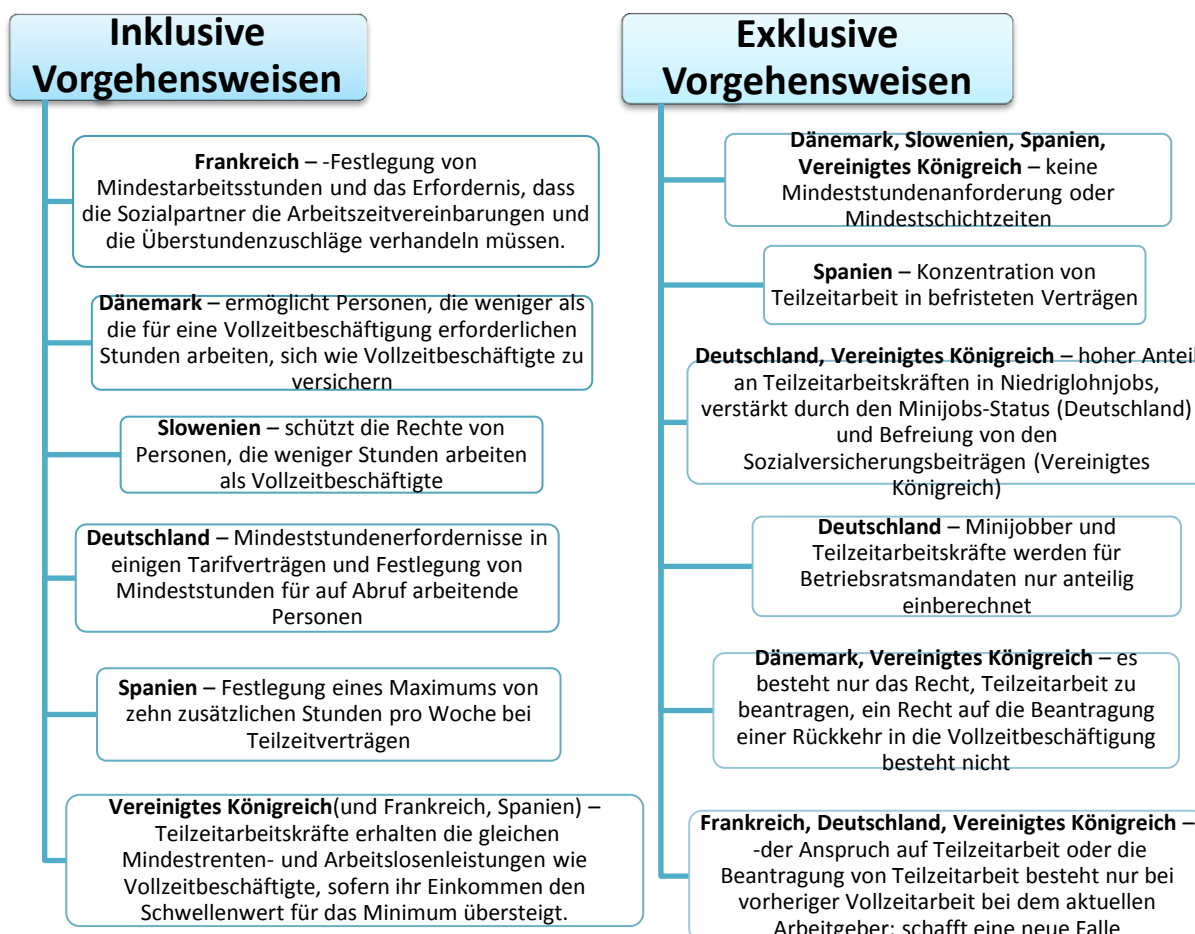 Inklusive
Vorgehensweisen
Frankreich – -Festlegung von
Mindestarbeitsstunden und das Erfordernis, dass
die Sozialpartner die Arbeitszeitvereinbarungen und
die Überstundenzuschläge verhandeln müssen.
Dänemark – ermöglicht Personen, die weniger als
die für eine Vollzeitbeschäftigung erforderlichen
Stunden arbeiten, sich wie Vollzeitbeschäftigte zu
versichern
Slowenien – schützt die Rechte von
Personen, die weniger Stunden arbeiten
als Vollzeitbeschäftigte
Deutschland – Mindeststundenerfordernisse in
einigen Tarifverträgen und Festlegung von
Mindeststunden für auf Abruf arbeitende
Personen
Spanien – Festlegung eines Maximums von
zehn zusätzlichen Stunden pro Woche bei
Teilzeitverträgen
Vereinigtes Königreich(und Frankreich, Spanien) –
Teilzeitarbeitskräfte erhalten die gleichen
Mindestrenten- und Arbeitslosenleistungen wie
Vollzeitbeschäftigte, sofern ihr Einkommen den
Schwellenwert für das Minimum übersteigt.
Exklusive
Vorgehensweisen
Dänemark, Slowenien, Spanien,
Vereinigtes Königreich – keine
Mindeststundenanforderung oder
Mindestschichtzeiten
Spanien – Konzentration von
Teilzeitarbeit in befristeten Verträgen
Deutschland, Vereinigtes Königreich – hoher Anteil
an Teilzeitarbeitskräften in Niedriglohnjobs,
verstärkt durch den Minijobs-Status (Deutschland)
und Befreiung von den
Sozialversicherungsbeiträgen (Vereinigtes
Königreich)
Deutschland – Minijobber und
Teilzeitarbeitskräfte werden für
Betriebsratsmandaten nur anteilig
einberechnet
Dänemark, Vereinigtes Königreich – es
besteht nur das Recht, Teilzeitarbeit zu
beantragen, ein Recht auf die Beantragung
einer Rückkehr in die Vollzeitbeschäftigung
besteht nicht
Frankreich, Deutschland, Vereinigtes Königreich –
-der Anspruch auf Teilzeitarbeit oder die
Beantragung von Teilzeitarbeit besteht nur bei
vorheriger Vollzeitarbeit bei dem aktuellen
Arbeitgeber; schafft eine neue Falle